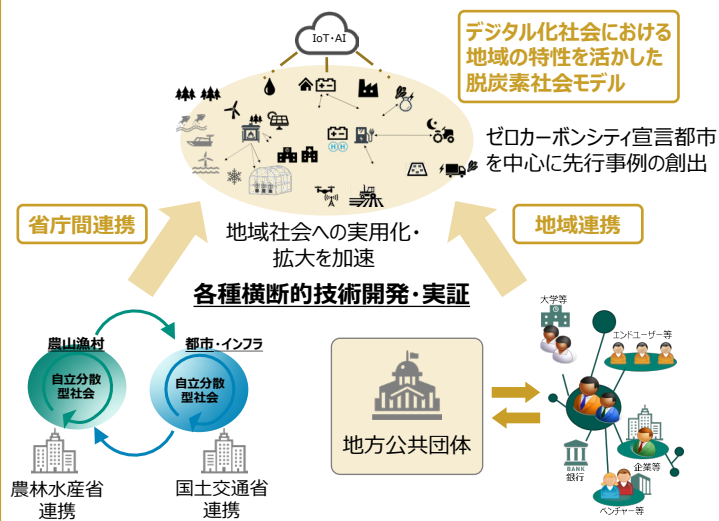 IoT・AI
デジタル化社会における
地域の特性を活かした
脱炭素社会モデル
ゼロカーボンシティ宣言都市
を中心に先行事例の創出
HH
省庁間連携
地域連携
地域社会への実用化・
拡大を加速
各種横断的技術開発・実証
農山漁村
自立分散
型社会
都市・インフラ
自立分散
型社会
農林水産省
連携
国土交通省
連携
地方公共団体
大学等
エンドユーザー等
BANK
銀行
企業等
ベンチャー等